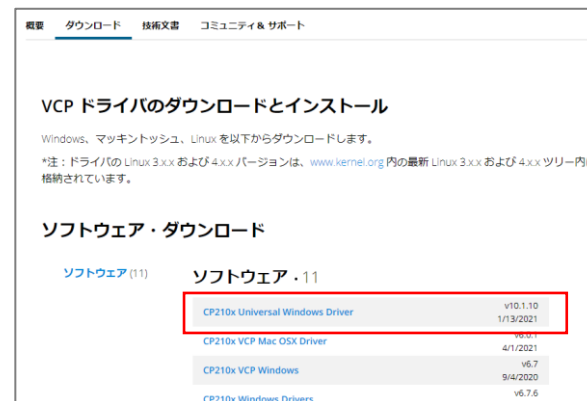 概要 ダウンロード 技術文書 コミュニティ & サポート
VCP ドライバのダウンロードとインストール
Windows、マッキントッシュ、Linux を以下からダウンロードします。
*注：ドライバの Linux 3.x.x および 4.x.x バージョンは、www.kernel.org 内の最新 Linux 3.x.x および 4.x.x ツリー内に
格納されています。
ソフトウェア・ダウンロード
ソフトウェア (11)
ソフトウェア・11
CP210x Universal Windows Driver v10.1.10
1/13/2021
CP210x VCP Mac OSX Driver v6.0.1
4/1/2021
CP210x VCP Windows v6.7
9/4/2020
CP210x Windows Drivers v6.7.6